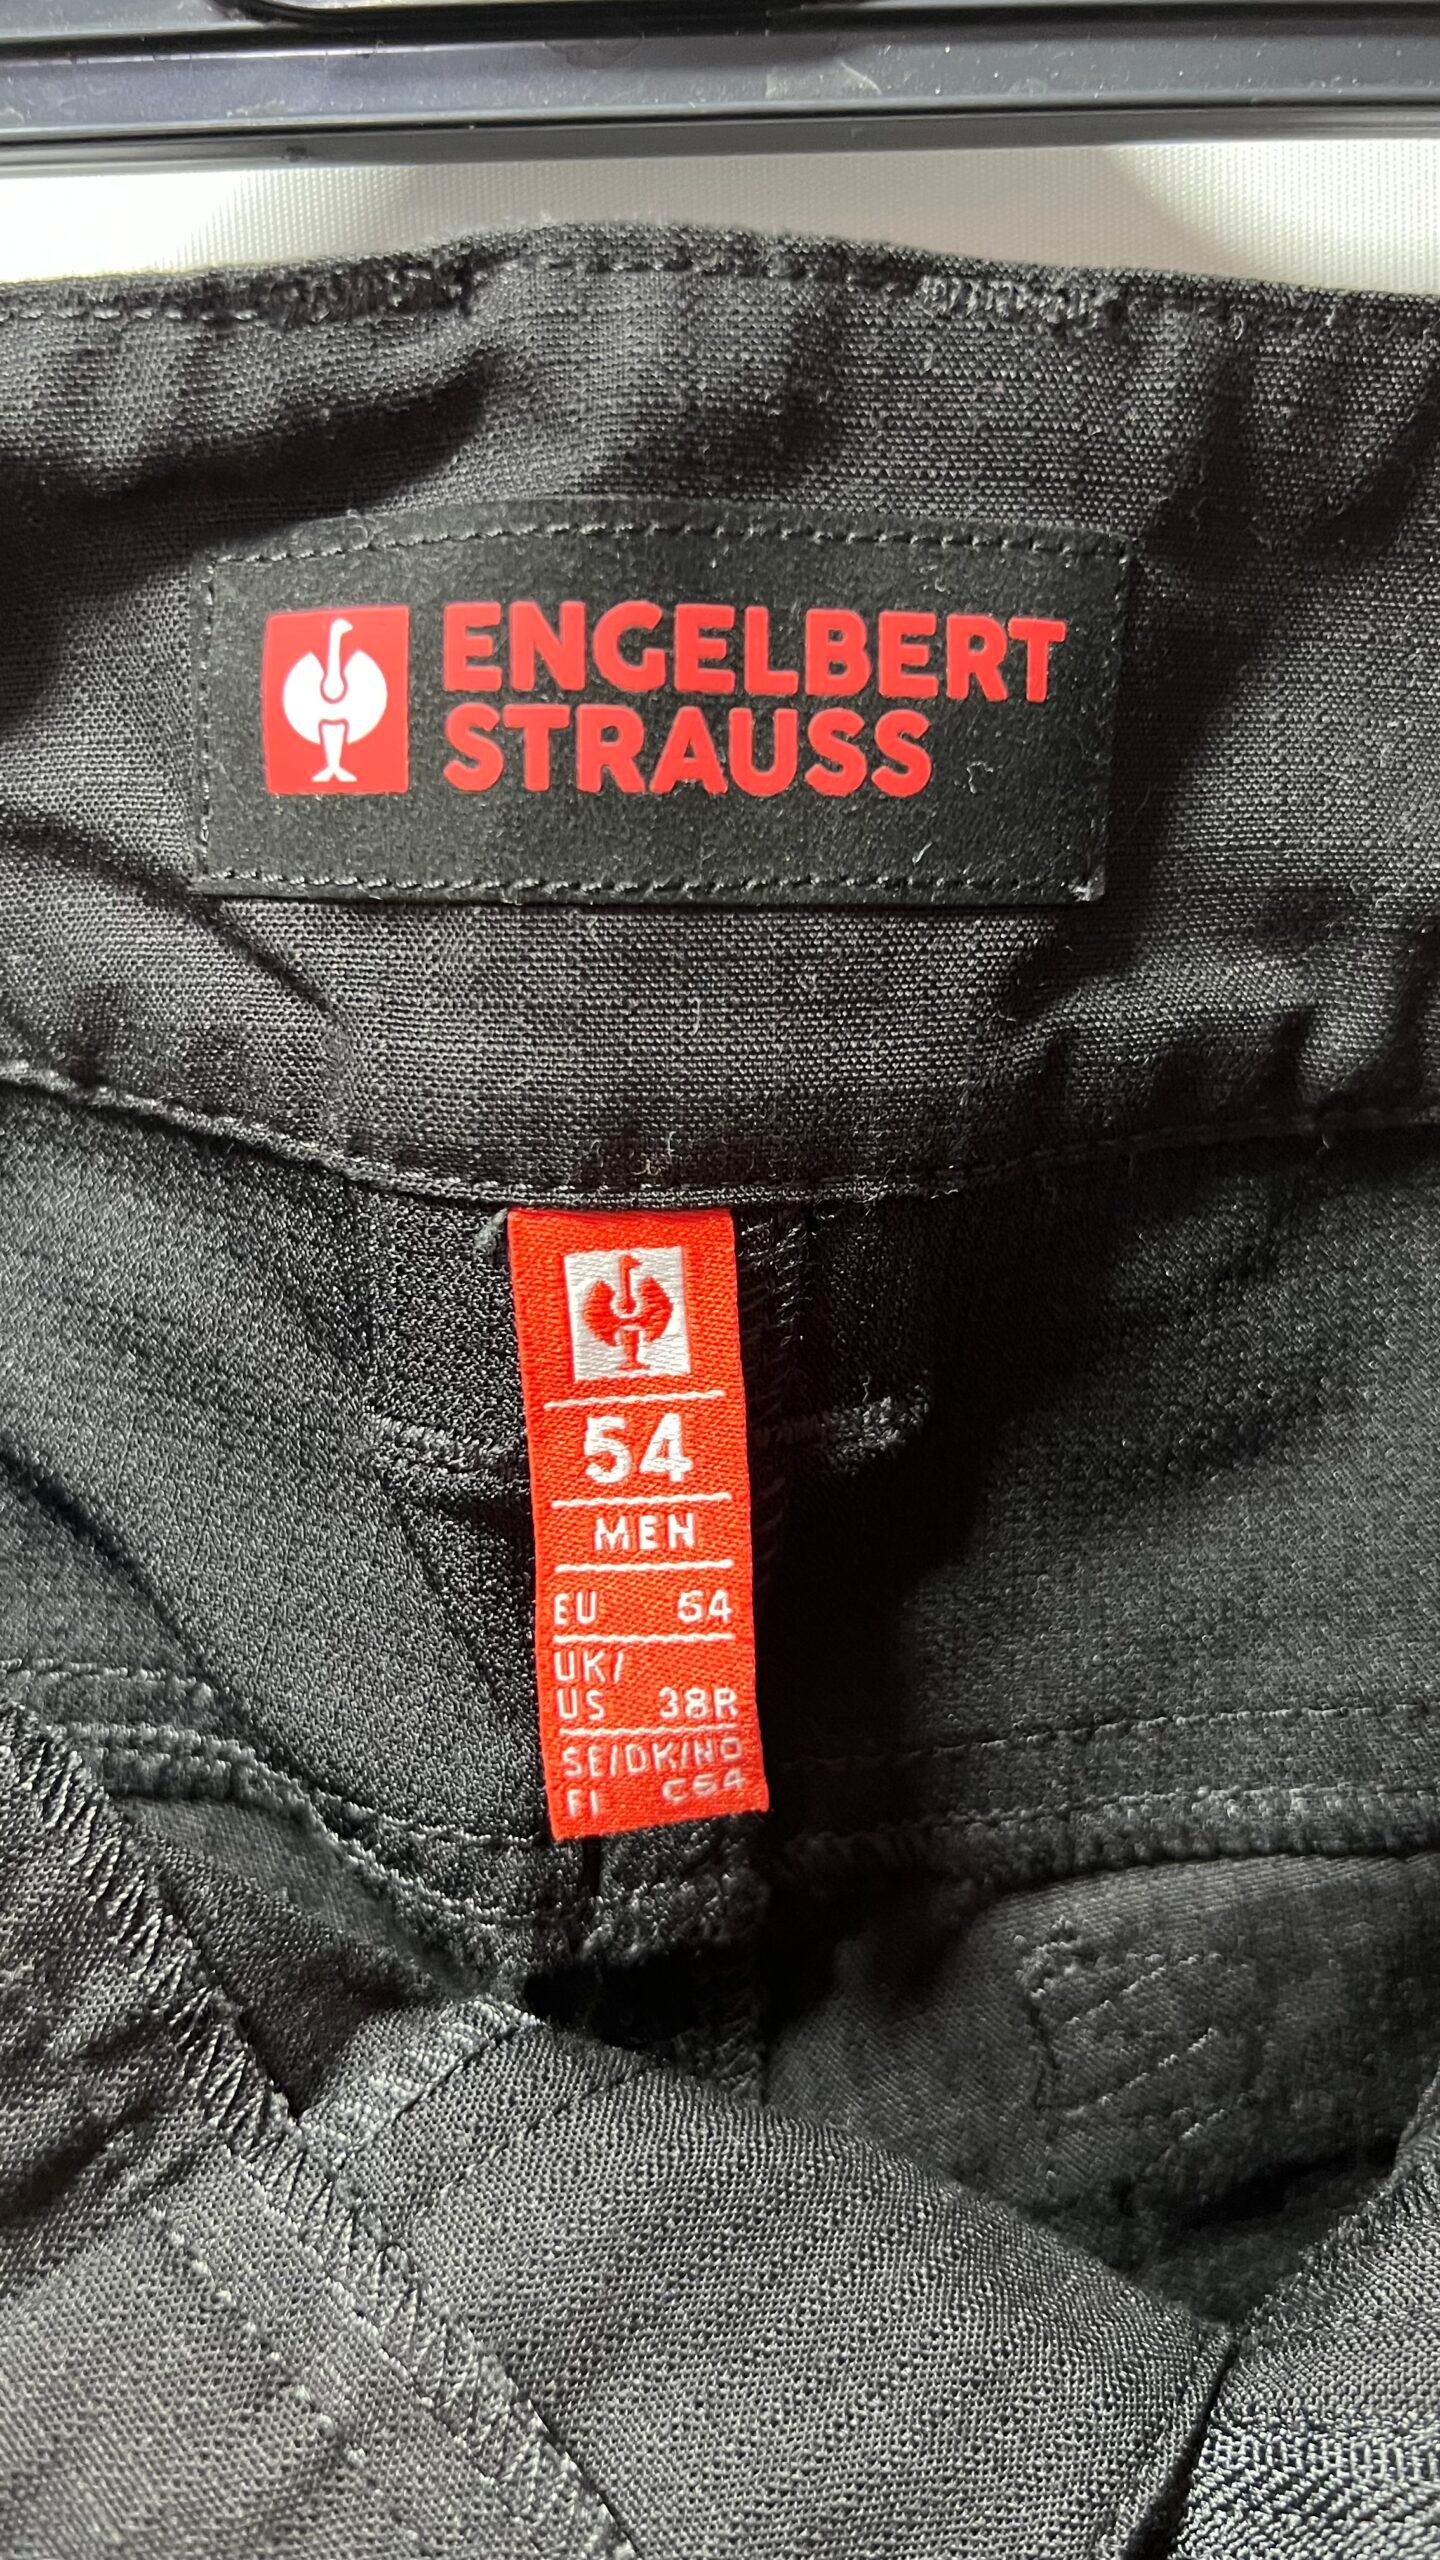 ENGELBERT
STRAUSS
54
MEN
EU 54
UK/
US 38R
SE/DK/NO
FI C54